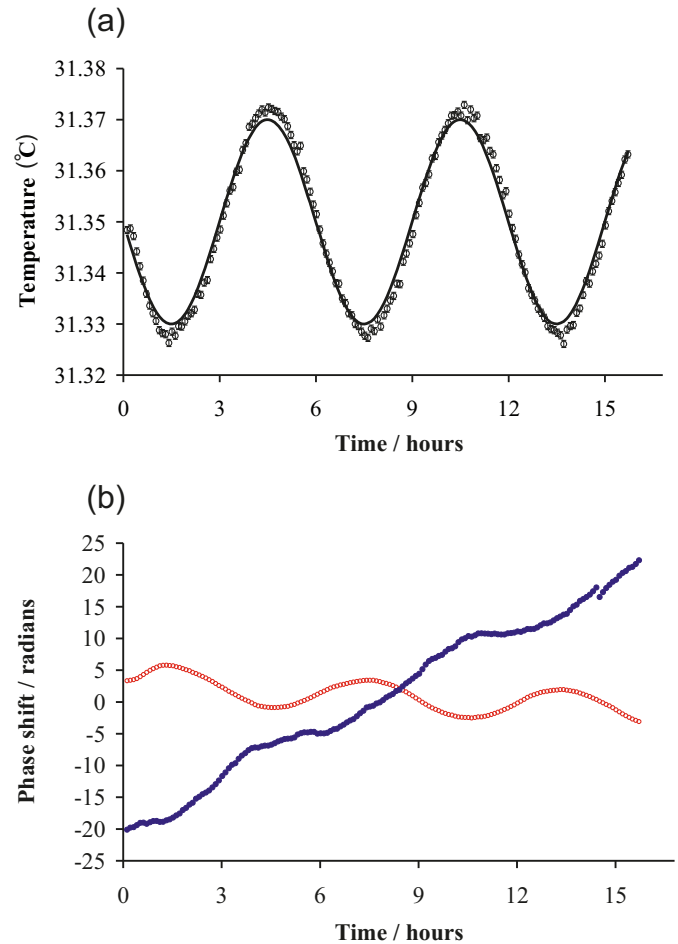 (a)
31.38
31.37
31.36
31.35
31.34
31.33
31.32
Temperature (℃)
0 3 6 9 12 15
Time / hours
(b)
25
20
15
10
5
0
-5
-10
-15
-20
-25
Phase shift / radians
0 3 6 9 12 15
Time / hours